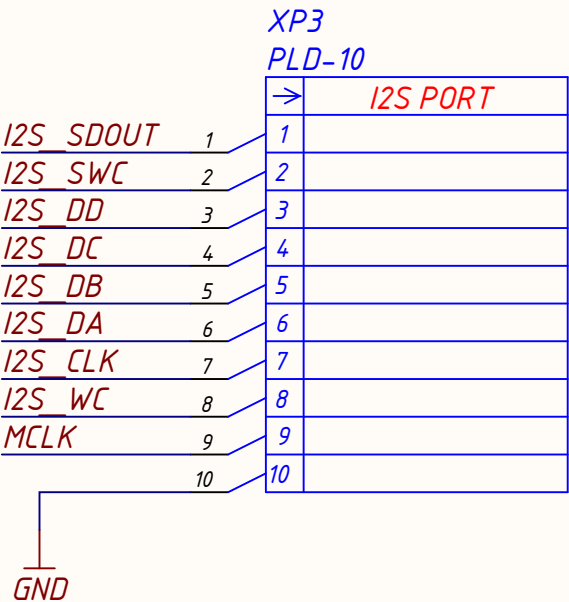 XP3
PLD-10
I2S PORT
I2S_SDOUT 1 1
I2S_SWC 2 2
I2S_DD 3 3
I2S_DC 4 4
I2S_DB 5 5
I2S_DA 6 6
I2S_CLK 7 7
I2S_WC 8 8
MCLK 9 9
10 10
GND